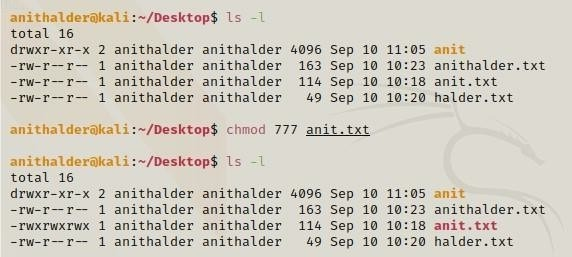 anithalder@kali:~/Desktop$ ls -l
total 16
drwxr-xr-x 2 anithalder anithalder 4096 Sep 10 11:05 anit
-rw-r--r-- 1 anithalder anithalder  163 Sep 10 10:23 anithalder.txt
-rw-r--r-- 1 anithalder anithalder  114 Sep 10 10:18 anit.txt
-rw-r--r-- 1 anithalder anithalder   49 Sep 10 10:20 halder.txt
anithalder@kali:~/Desktop$ chmod 777 anit.txt
anithalder@kali:~/Desktop$ ls -l
total 16
drwxr-xr-x 2 anithalder anithalder 4096 Sep 10 11:05 anit
-rw-r--r-- 1 anithalder anithalder  163 Sep 10 10:23 anithalder.txt
-rwxrwxrwx 1 anithalder anithalder  114 Sep 10 10:18 anit.txt
-rw-r--r-- 1 anithalder anithalder   49 Sep 10 10:20 halder.txt